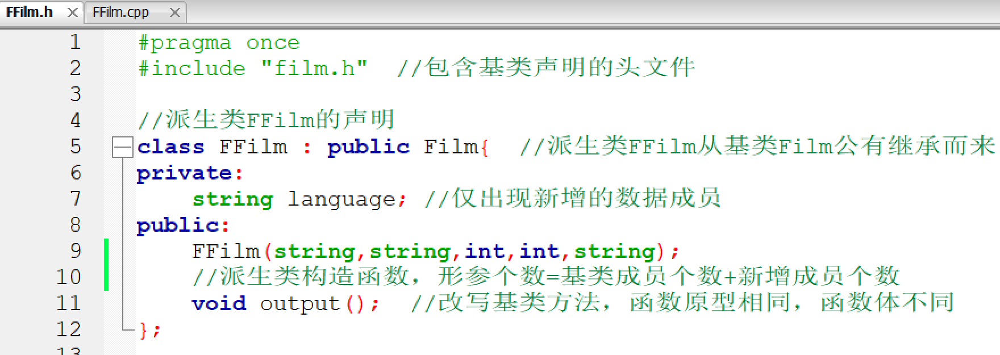 FFilm.h × FFilm.cpp ×
1 #pragma once
2 #include "film.h" //包含基类声明的头文件
3
4 //派生类FFilm的声明
5 class FFilm : public Film{ //派生类FFilm从基类Film公有继承而来
6 private:
7 string language; //仅出现新增的数据成员
8 public:
9 FFilm(string,string,int,int,string);
10 //派生类构造函数，形参个数=基类成员个数+新增成员个数
11 void output(); //改写基类方法，函数原型相同，函数体不同
12 };
13